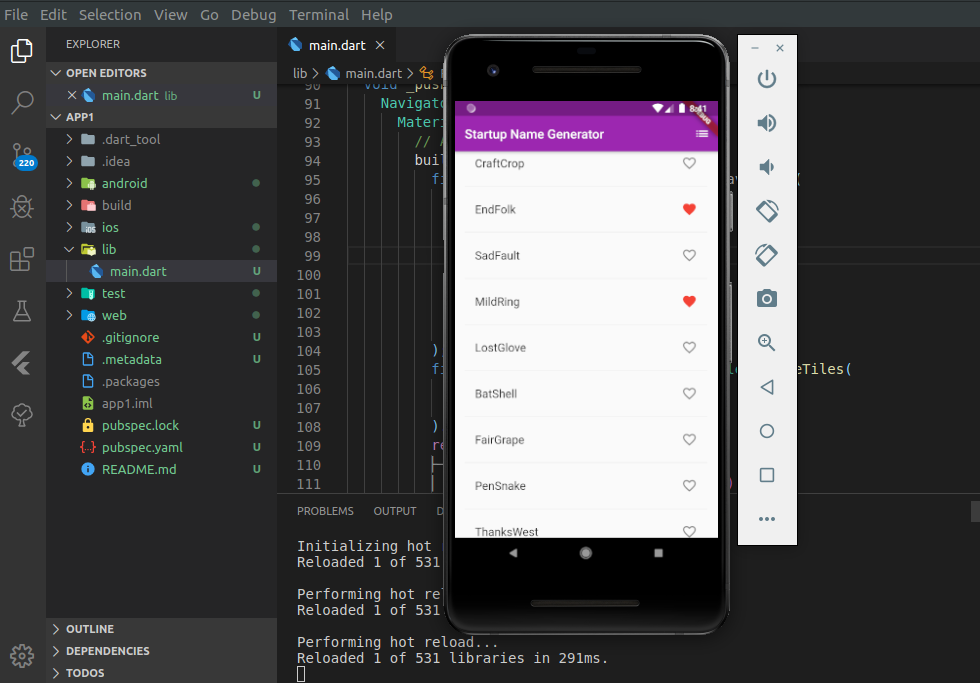 File Edit Selection View Go Debug Terminal Help
EXPLORER
OPEN EDITORS
main.dart lib U
APP1
.dart_tool
.idea
android
build
ios
lib
main.dart U
test
web
.gitignore U
.metadata U
.packages
app1.iml
pubspec.lock U
pubspec.yaml U
README.md U
OUTLINE
DEPENDENCIES
TODOS
220
main.dart
lib > main.dart >
90 void _pus
91 Navigato
92 Mater
93 //
94 bui
95 fi
96
97
98
99
100
101
102
103
104 )
105 fi eTiles(
106
107
108 )
109 re
110
111
8:41
Startup Name Generator
CraftCrop
EndFolk
SadFault
MildRing
LostGlove
BatShell
FairGrape
PenSnake
ThanksWest
PROBLEMS OUTPUT D
Initializing hot
Reloaded 1 of 531
Performing hot rel
Reloaded 1 of 531
Performing hot reload...
Reloaded 1 of 531 libraries in 291ms.